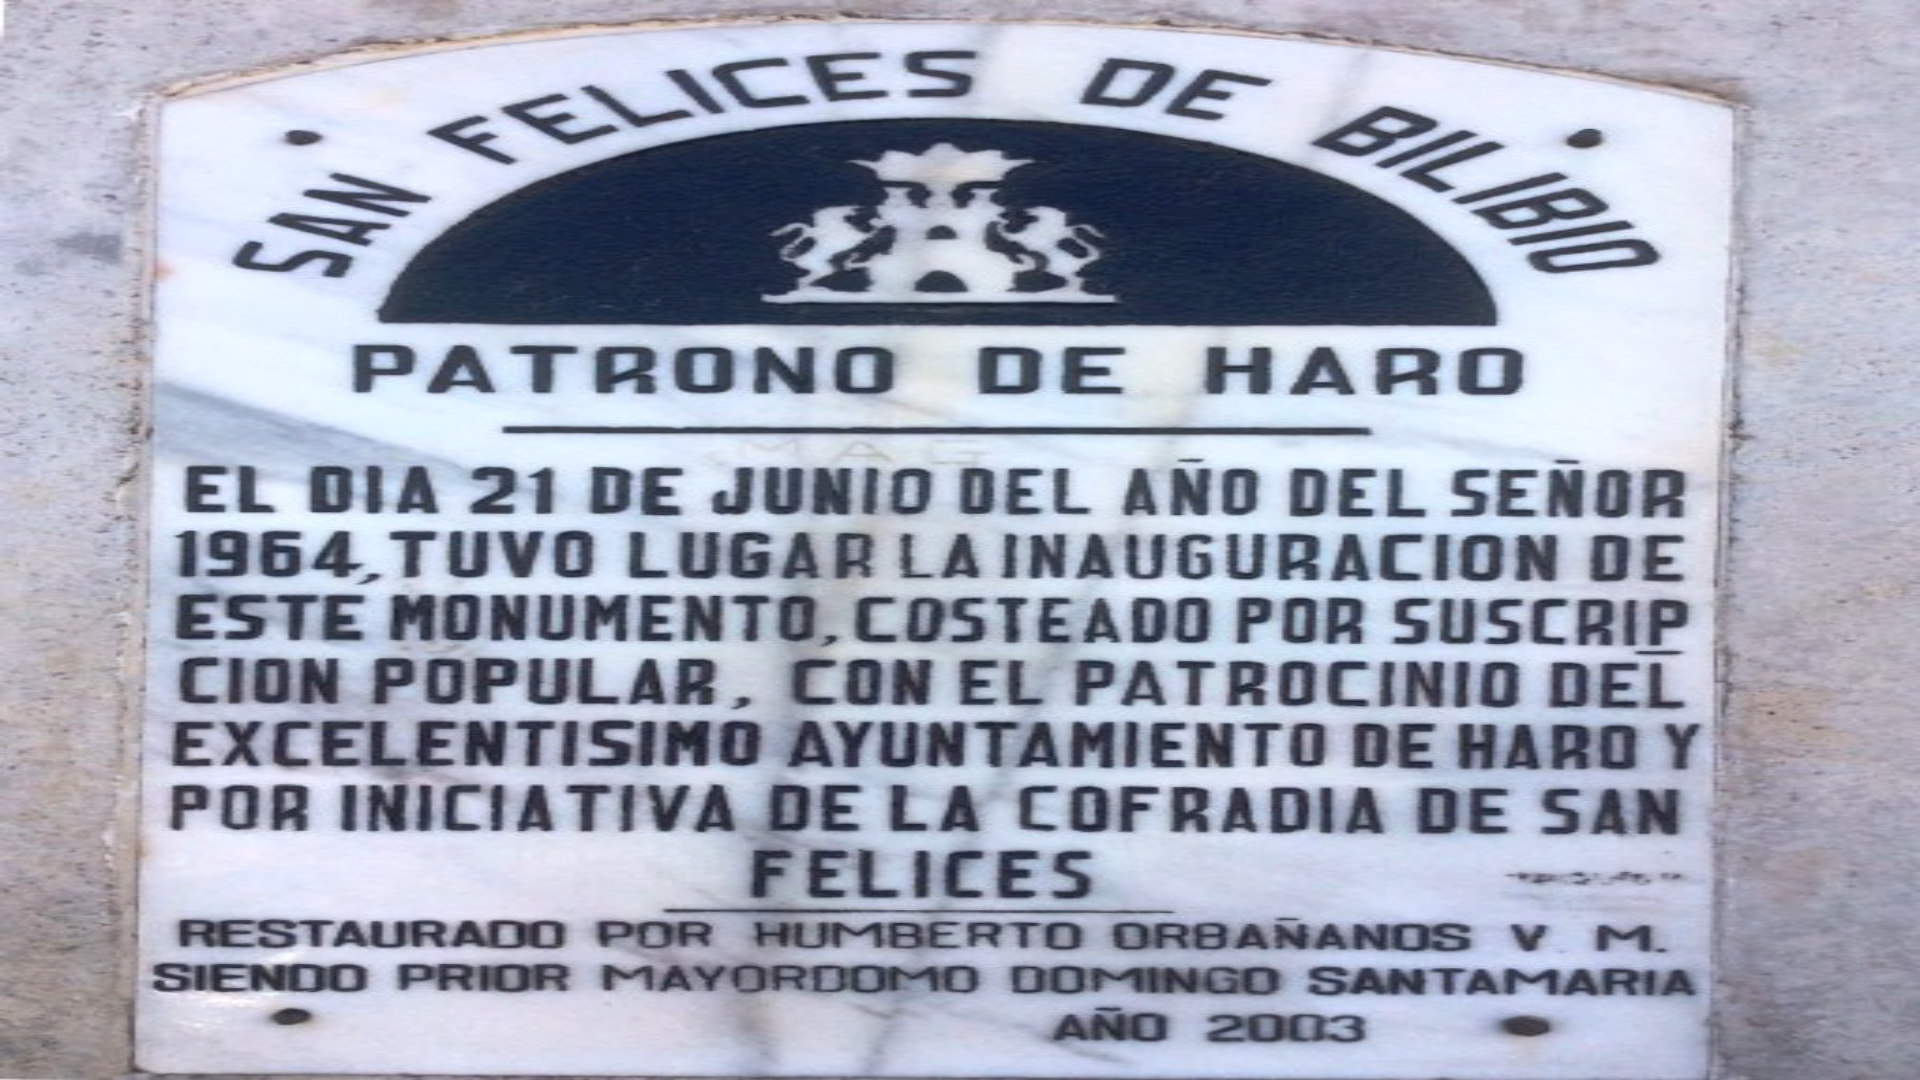 SAN FELICES DE BILIBIO
PATRONO DE HARO
MAG
EL DIA 21 DE JUNIO DEL AÑO DEL SEÑOR
1964, TUVO LUGAR LA INAUGURACION DE
ESTE MONUMENTO, COSTEADO POR SUSCRIP
CION POPULAR, CON EL PATROCINIO DEL
EXCELENTISIMO AYUNTAMIENTO DE HARO Y
POR INICIATIVA DE LA COFRADIA DE SAN
FELICES
RESTAURADO POR HUMBERTO ORBAÑANOS V. M.
SIENDO PRIOR MAYORDOMO DOMINGO SANTAMARIA
AÑO 2003